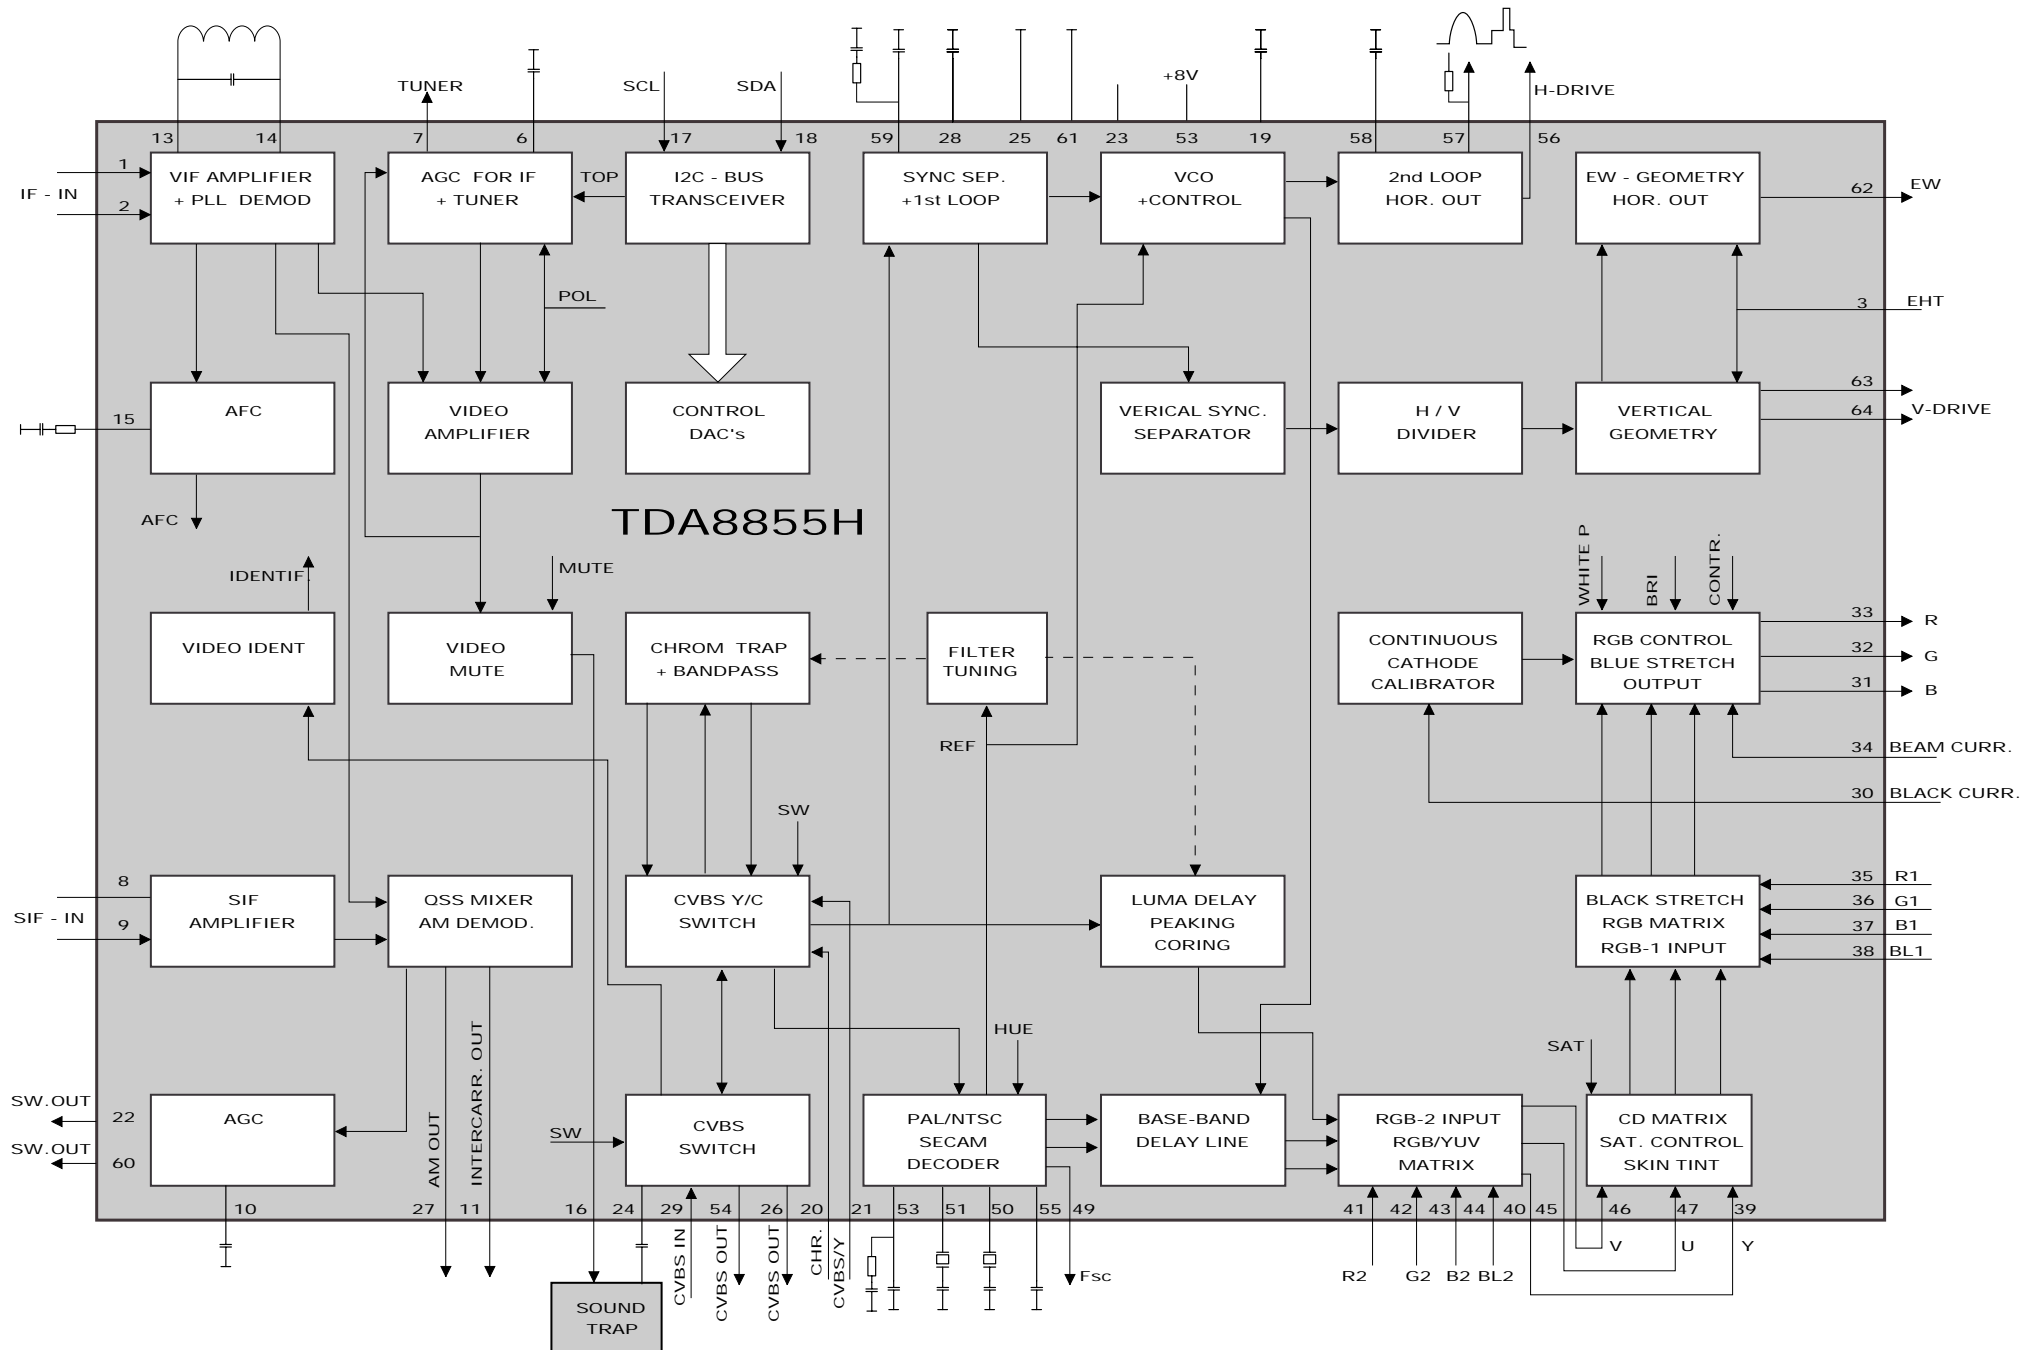 TUNER
SCL
SDA
+8V
H-DRIVE
13
14
7
6
17
18
59
28
25
61
23
53
19
58
57
56
IF - IN
1
2
VIF AMPLIFIER
+ PLL DEMOD
AGC FOR IF
+ TUNER
TOP
I2C - BUS
TRANSCEIVER
SYNC SEP.
+1st LOOP
VCO
+CONTROL
2nd LOOP
HOR. OUT
EW - GEOMETRY
HOR. OUT
62
EW
POL
3
EHT
15
AFC
VIDEO
AMPLIFIER
CONTROL
DAC's
VERICAL SYNC.
SEPARATOR
H / V
DIVIDER
VERTICAL
GEOMETRY
63
64
V-DRIVE
AFC
TDA8855H
IDENTIF.
MUTE
WHITE P
BRI
CONTR.
VIDEO IDENT
VIDEO
MUTE
CHROM TRAP
+ BANDPASS
FILTER
TUNING
CONTINUOUS
CATHODE
CALIBRATOR
RGB CONTROL
BLUE STRETCH
OUTPUT
33
R
32
G
31
B
REF
34
BEAM CURR.
30
BLACK CURR.
SW
SIF - IN
8
9
SIF
AMPLIFIER
QSS MIXER
AM DEMOD.
CVBS Y/C
SWITCH
LUMA DELAY
PEAKING
CORING
BLACK STRETCH
RGB MATRIX
RGB-1 INPUT
35
R1
36
G1
37
B1
38
BL1
HUE
SAT
SW.OUT
22
SW.OUT
60
AGC
AM OUT
INTERCARR. OUT
SW
CVBS
SWITCH
PAL/NTSC
SECAM
DECODER
BASE-BAND
DELAY LINE
RGB-2 INPUT
RGB/YUV
MATRIX
CD MATRIX
SAT. CONTROL
SKIN TINT
10
27
11
16
24
29
54
26
20
21
53
51
50
55
49
41
42
43
44
40
45
46
47
39
CVBS IN
CVBS OUT
CVBS OUT
CHR.
CVBS/Y
Fsc
R2
G2
B2
BL2
V
U
Y
SOUND
TRAP